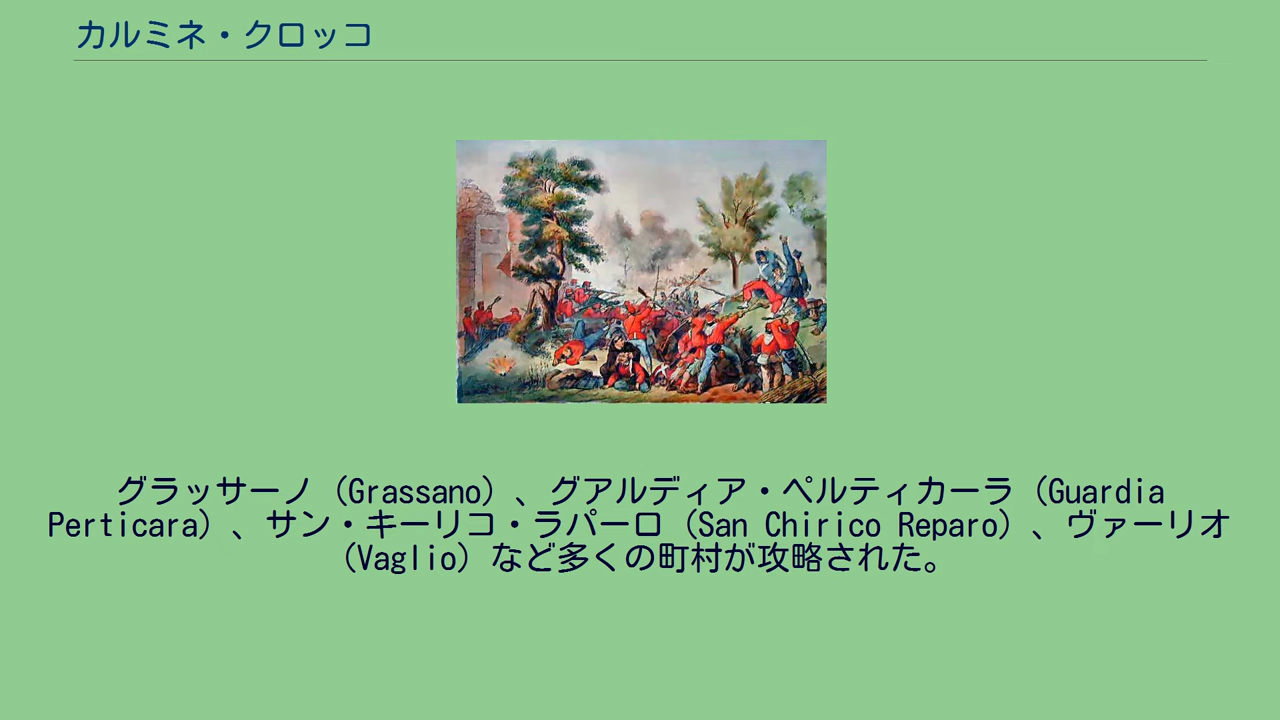 カルミネ・クロッコ
グラッサーノ（Grassano）、グアルディア・ペルティカーラ（Guardia
Perticara）、サン・キーリコ・ラパーロ（San Chirico Reparo）、ヴァーリオ
（Vaglio）など多くの町村が攻略された。